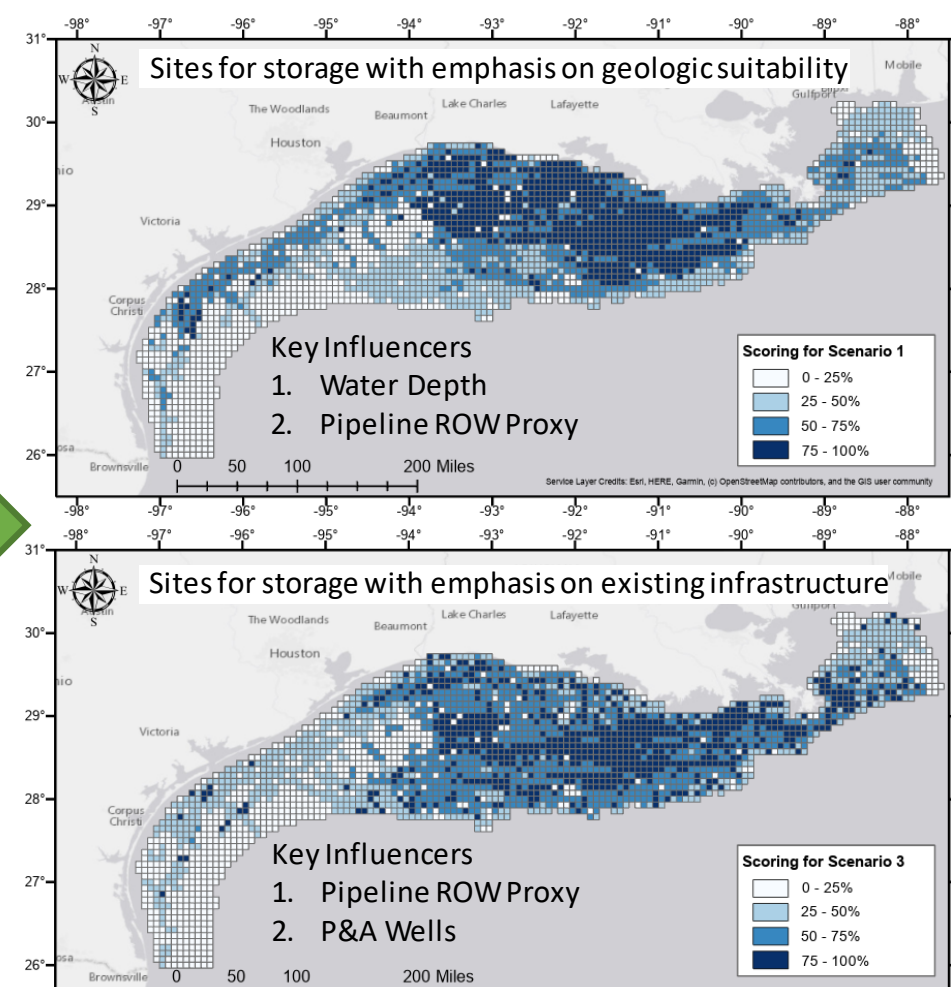 -98° -97° -96° -95° -94° -93° -92° -91° -90° -89° -88°
31°
N
W E
S
Sites for storage with emphasis on geologic suitability
Mobile
Gulfport
Austin
The Woodlands
Beaumont
Lake Charles
Lafayette
30°
Houston
nio
29°
Victoria
28°
Corpus
Christi
27°
Key Influencers
1. Water Depth
2. Pipeline ROW Proxy
Scoring for Scenario 1
0 - 25%
25 - 50%
50 - 75%
75 - 100%
26°
osa
Brownsville
0 50 100 200 Miles
Service Layer Credits: Esri, HERE, Garmin, (c) OpenStreetMap contributors, and the GIS user community
-98° -97° -96° -95° -94° -93° -92° -91° -90° -89° -88°
-98° -97° -96° -95° -94° -93° -92° -91° -90° -89° -88°
31°
N
W E
S
Sites for storage with emphasis on existing infrastructure
Mobile
The Woodlands
Beaumont
Lake Charles
Lafayette
30°
Houston
nio
29°
Victoria
28°
Corpus
Christi
27°
Key Influencers
1. Pipeline ROW Proxy
2. P&A Wells
Scoring for Scenario 3
0 - 25%
25 - 50%
50 - 75%
75 - 100%
26°
osa
Brownsville
0 50 100 200 Miles